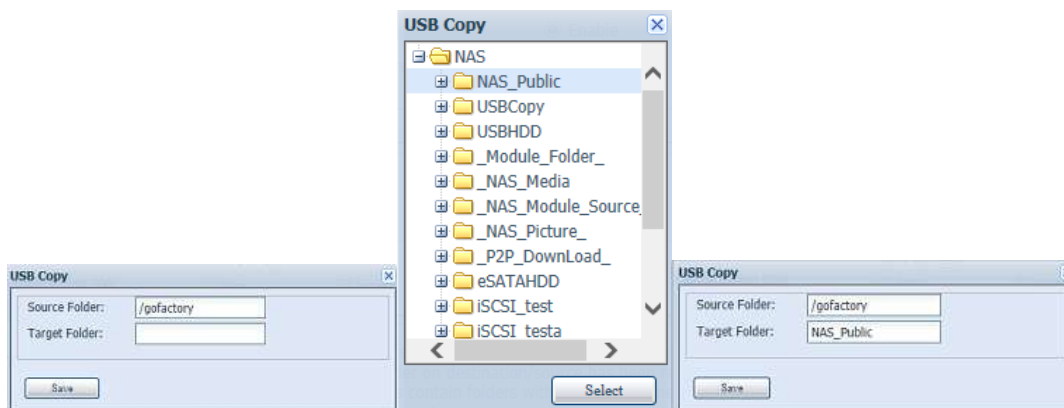 USB Copy
Source Folder: /gofactory
Target Folder:
Save
USB Copy
NAS
NAS_Public
USBCopy
USBHDD
_Module_Folder_
_NAS_Media
_NAS_Module_Source_
_NAS_Picture_
_P2P_DownLoad_
eSATAHDD
iSCSI_test
iSCSI_testa
Select
USB Copy
Source Folder: /gofactory
Target Folder: NAS_Public
Save